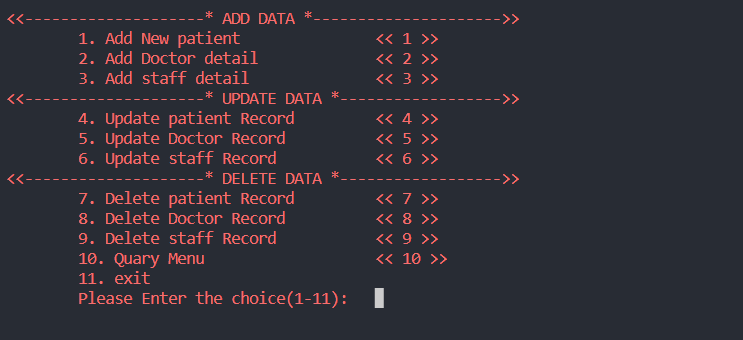 <<--------------------* ADD DATA *--------------------->>
1. Add New patient << 1 >>
2. Add Doctor detail << 2 >>
3. Add staff detail << 3 >>
<<--------------------* UPDATE DATA *------------------>>
4. Update patient Record << 4 >>
5. Update Doctor Record << 5 >>
6. Update staff Record << 6 >>
<<--------------------* DELETE DATA *------------------>>
7. Delete patient Record << 7 >>
8. Delete Doctor Record << 8 >>
9. Delete staff Record << 9 >>
10. Quary Menu << 10 >>
11. exit
Please Enter the choice(1-11):